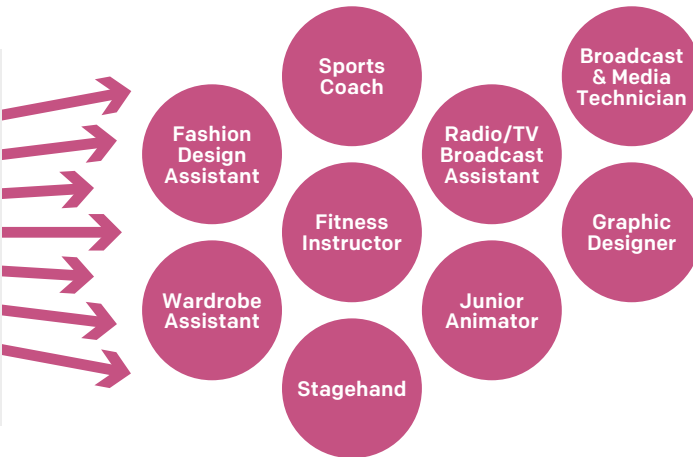 Sports
Coach
Broadcast
& Media
Technician
Fashion
Design
Assistant
Radio/TV
Broadcast
Assistant
Fitness
Instructor
Graphic
Designer
Wardrobe
Assistant
Junior
Animator
Stagehand